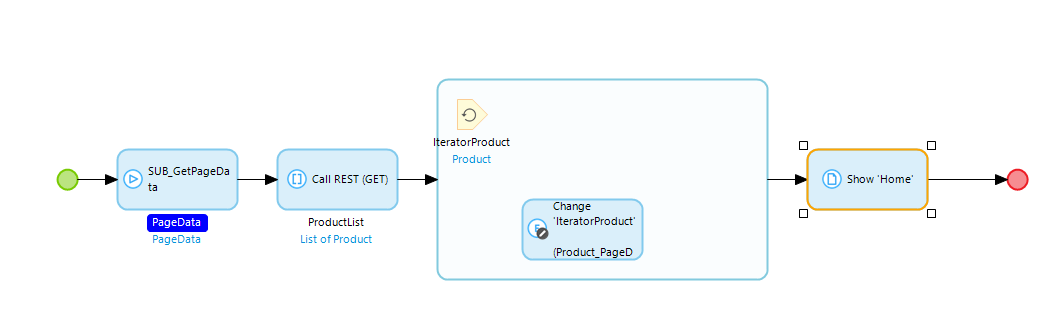 SUB_GetPageDa
ta
PageData
PageData
Call REST (GET)
ProductList
List of Product
IteratorProduct
Product
Change
'IteratorProduct'
(Product_PageD
Show 'Home'